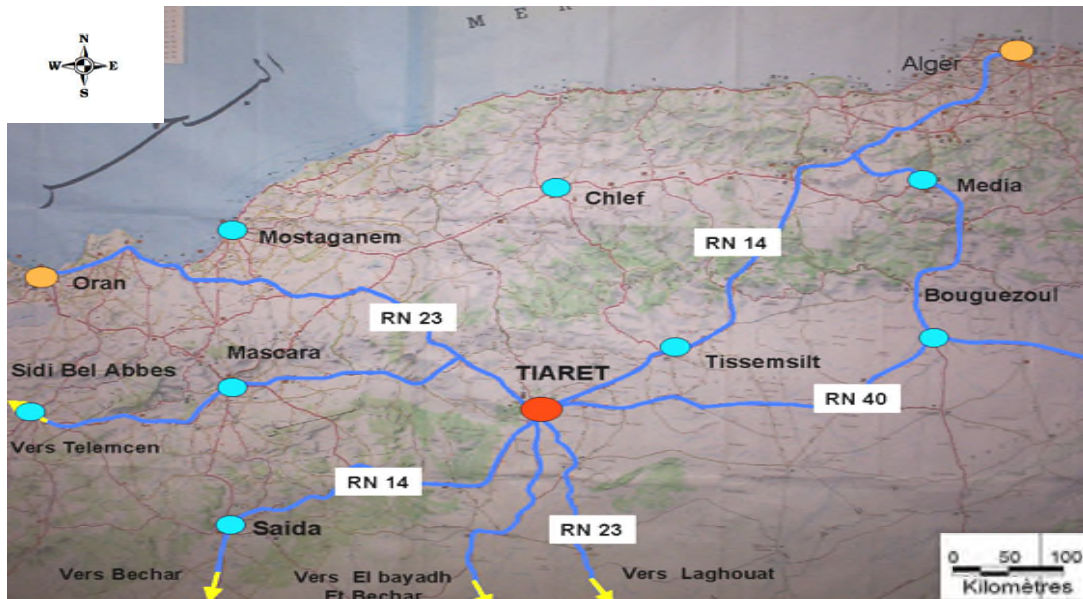 M E R
N
W E
S
Alger
Chlef
Media
Mostaganem
RN 14
Oran
Bouguezoul
RN 23
Mascara
Sidi Bel Abbes
Tissemsilt
TIARET
RN 40
Vers Telemcen
RN 14
Saida
RN 23
Vers Bechar
Vers El bayadh
Et Bechar
Vers Laghouat
0 50 100
Kilomètres